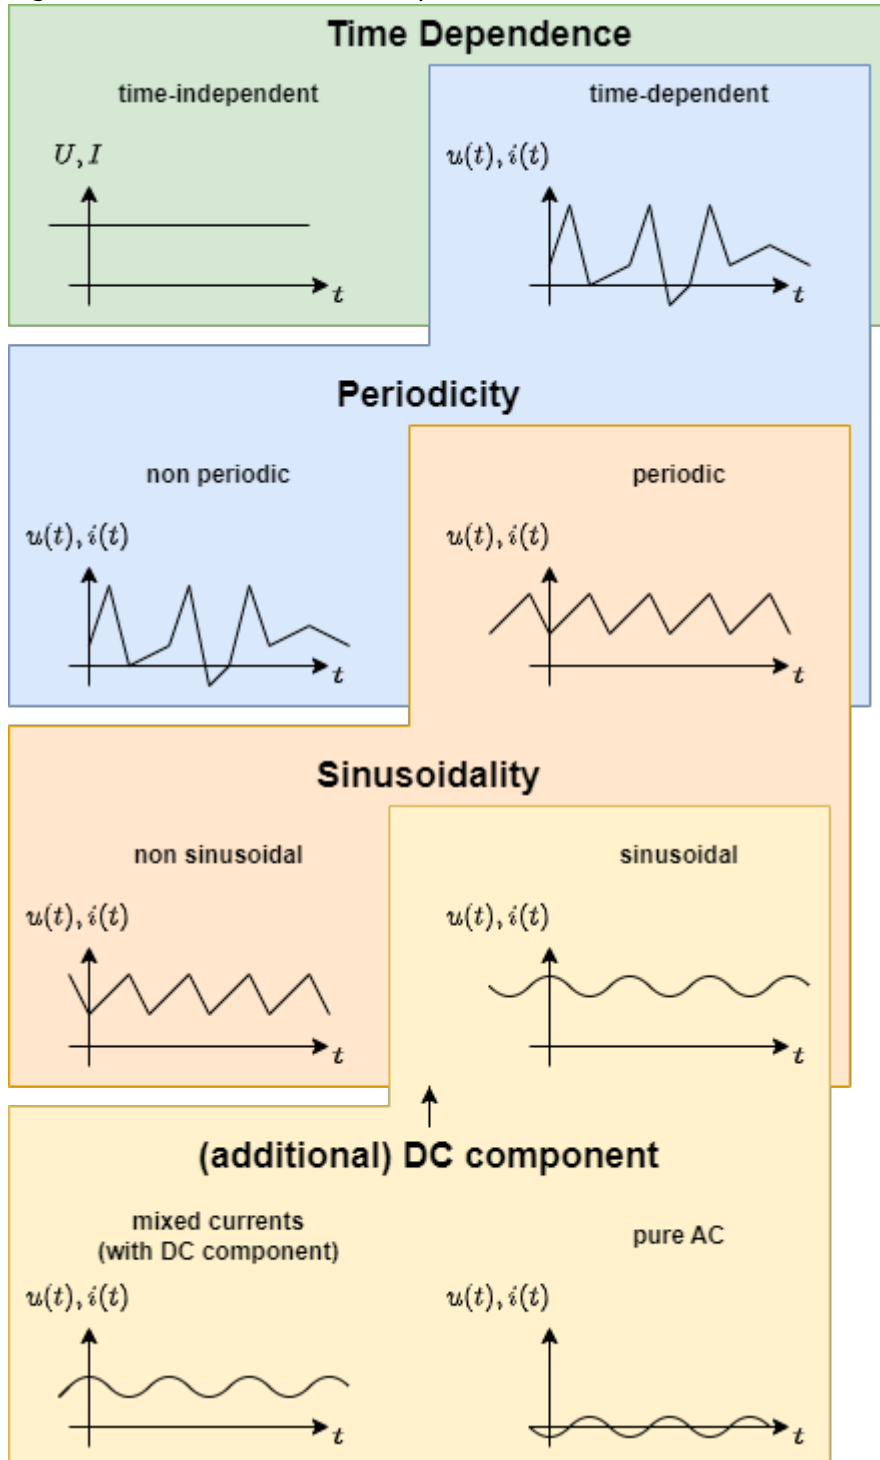 Time Dependence
time-independent
time-dependent
U, I
u(t), i(t)
t
t
Periodicity
non periodic
periodic
u(t), i(t)
u(t), i(t)
t
t
Sinusoidality
non sinusoidal
sinusoidal
u(t), i(t)
u(t), i(t)
t
t
(additional) DC component
mixed currents
(with DC component)
pure AC
u(t), i(t)
u(t), i(t)
t
t